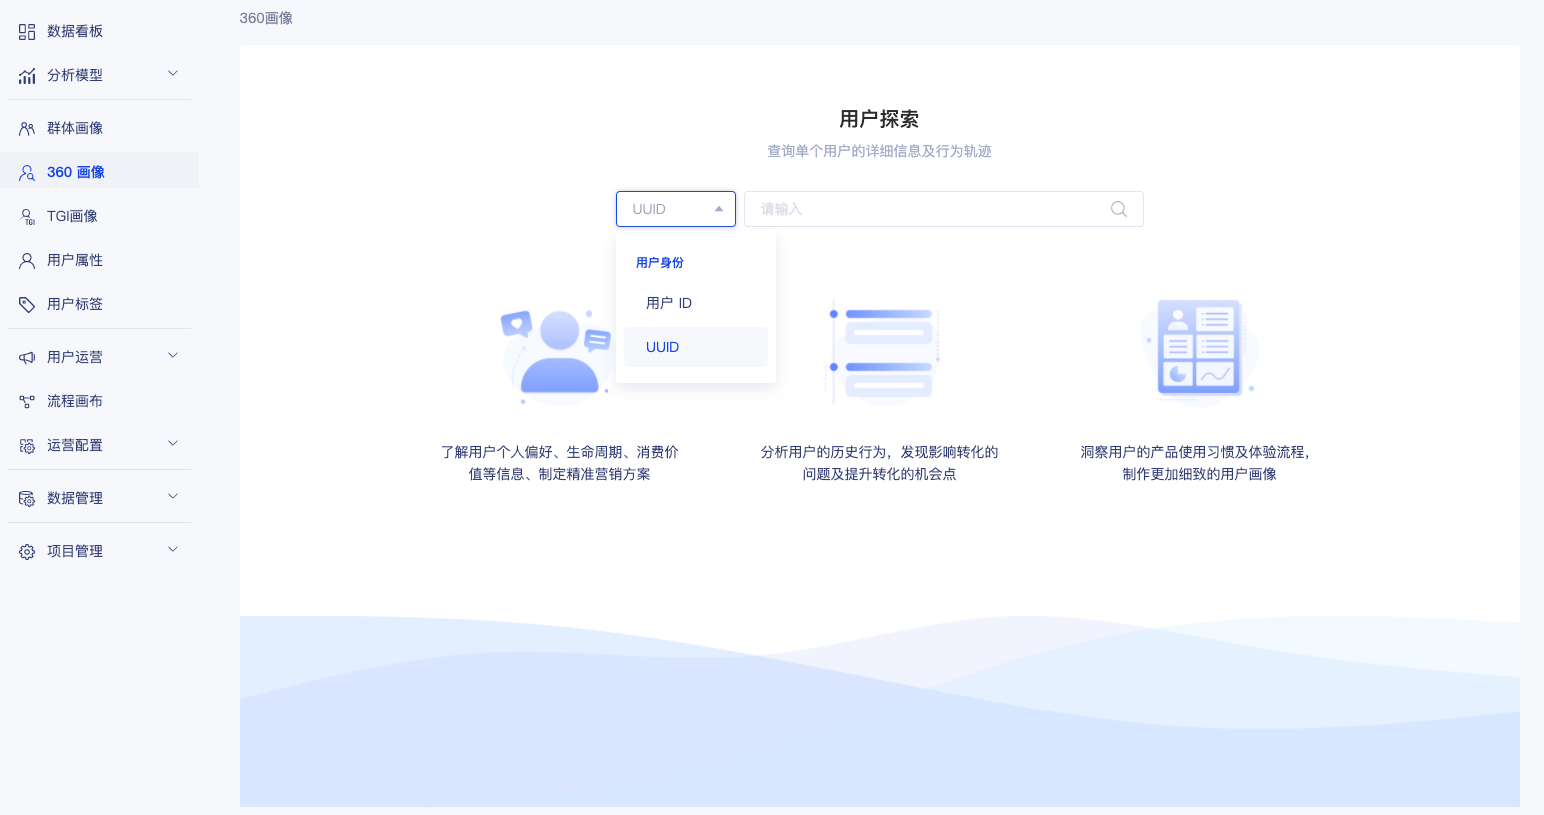 数据看板
分析模型
群体画像
360 画像
TGI画像
用户属性
用户标签
用户运营
流程画布
运营配置
数据管理
项目管理
360画像
用户探索
查询单个用户的详细信息及行为轨迹
UUID
请输入
用户身份
用户 ID
UUID
了解用户个人偏好、生命周期、消费价
值等信息、制定精准营销方案
分析用户的历史行为，发现影响转化的
问题及提升转化的机会点
洞察用户的产品使用习惯及体验流程，
制作更加细致的用户画像